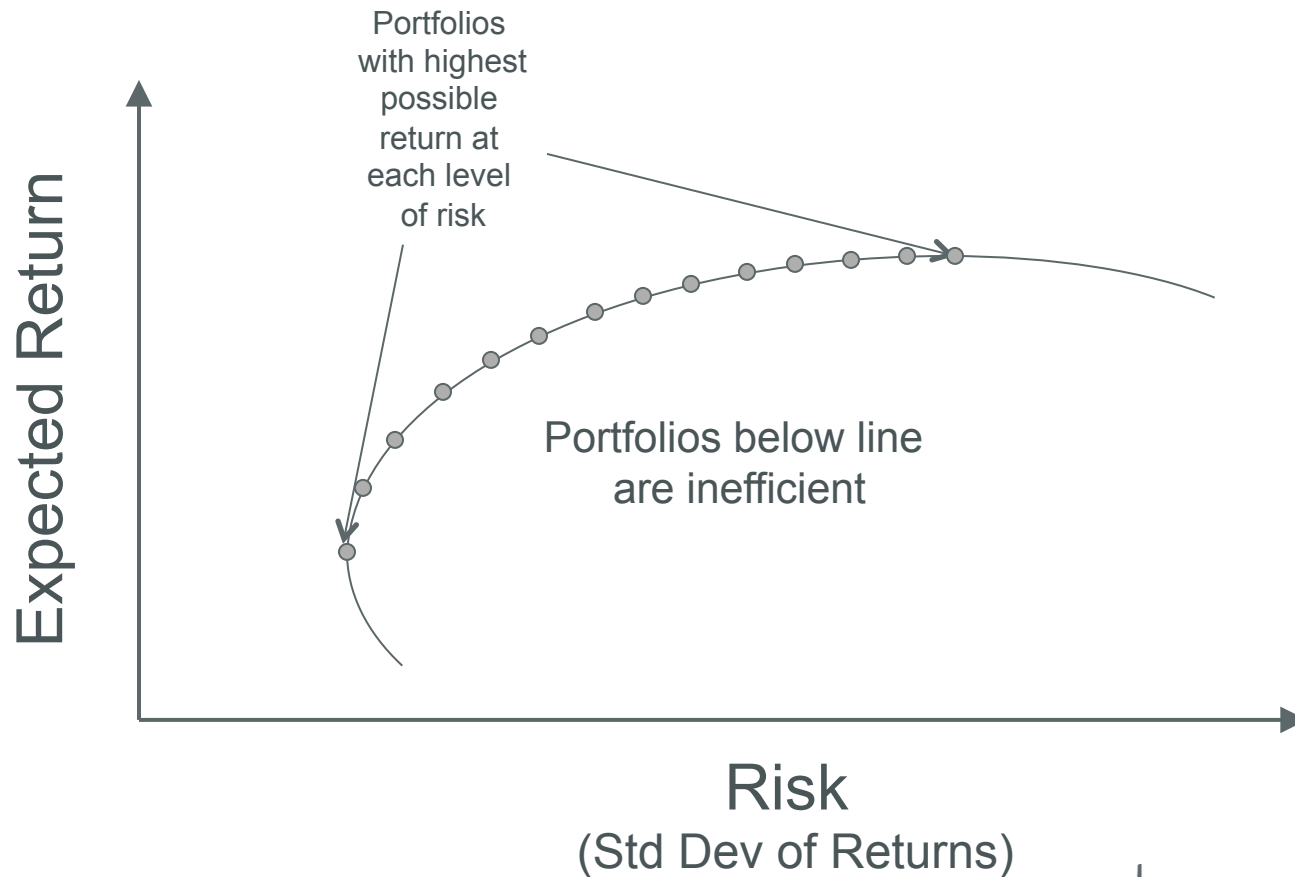 Portfolios
with highest
possible
return at
each level
of risk
Expected Return
Portfolios below line
are inefficient
Risk
(Std Dev of Returns)